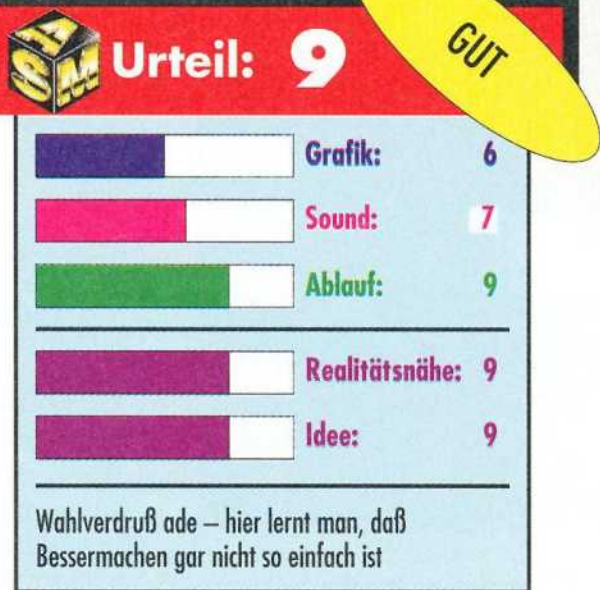 ASM
Urteil: 9
GUT
Grafik: 6
Sound: 7
Ablauf: 9
Realitätsnähe: 9
Idee: 9
Wahlverdruß ade – hier lernt man, daß
Bessermachen gar nicht so einfach ist